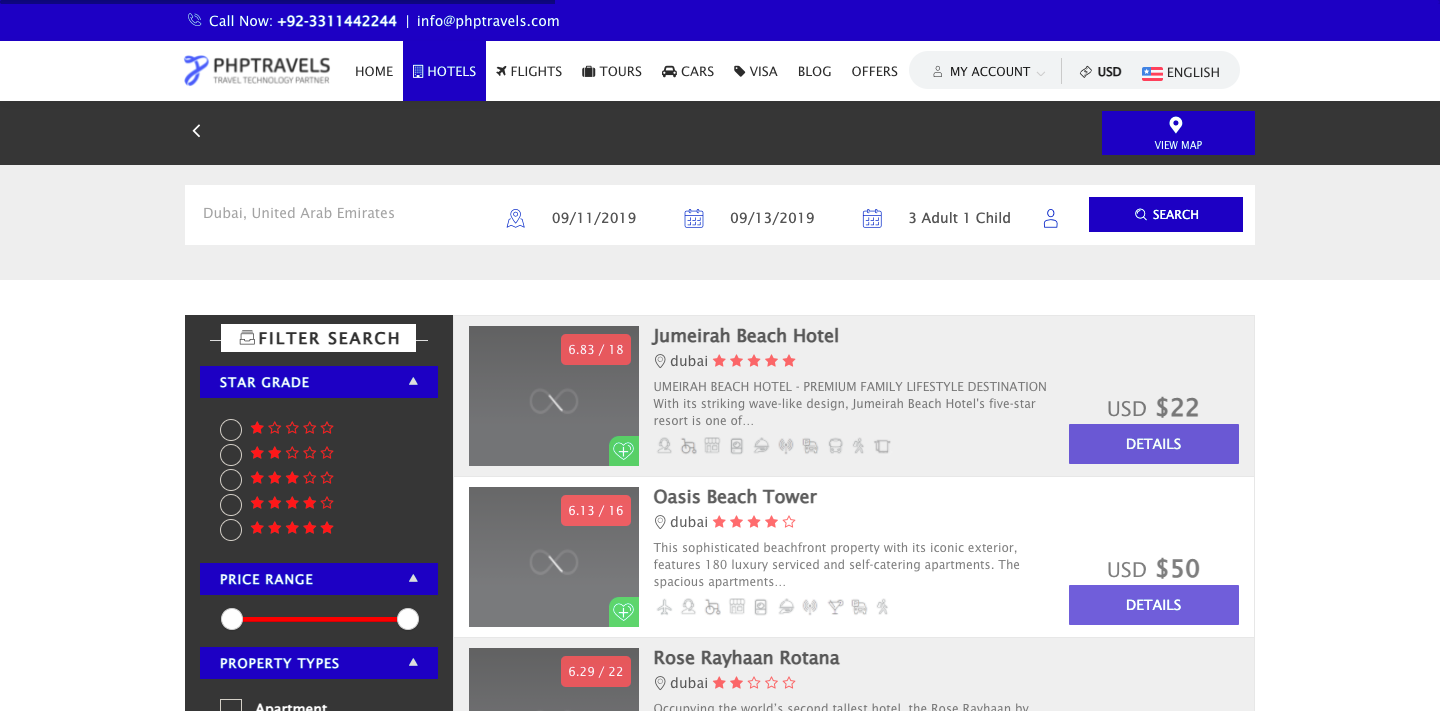 Call Now: +92-3311442244 | info@phptravels.com
PHPTRAVELS
TRAVEL TECHNOLOGY PARTNER
HOME HOTELS FLIGHTS TOURS CARS VISA BLOG OFFERS MY ACCOUNT USD ENGLISH
VIEW MAP
Dubai, United Arab Emirates 09/11/2019 09/13/2019 3 Adult 1 Child SEARCH
FILTER SEARCH
STAR GRADE
PRICE RANGE
PROPERTY TYPES
Apartment
6.83 / 18
Jumeirah Beach Hotel
dubai
UMEIRAH BEACH HOTEL - PREMIUM FAMILY LIFESTYLE DESTINATION
With its striking wave-like design, Jumeirah Beach Hotel's five-star
resort is one of...
USD $22
DETAILS
6.13 / 16
Oasis Beach Tower
dubai
This sophisticated beachfront property with its iconic exterior,
features 180 luxury serviced and self-catering apartments. The
spacious apartments...
USD $50
DETAILS
6.29 / 22
Rose Rayhaan Rotana
dubai
Occupying the world’s second tallest hotel, the Rose Rayhaan by